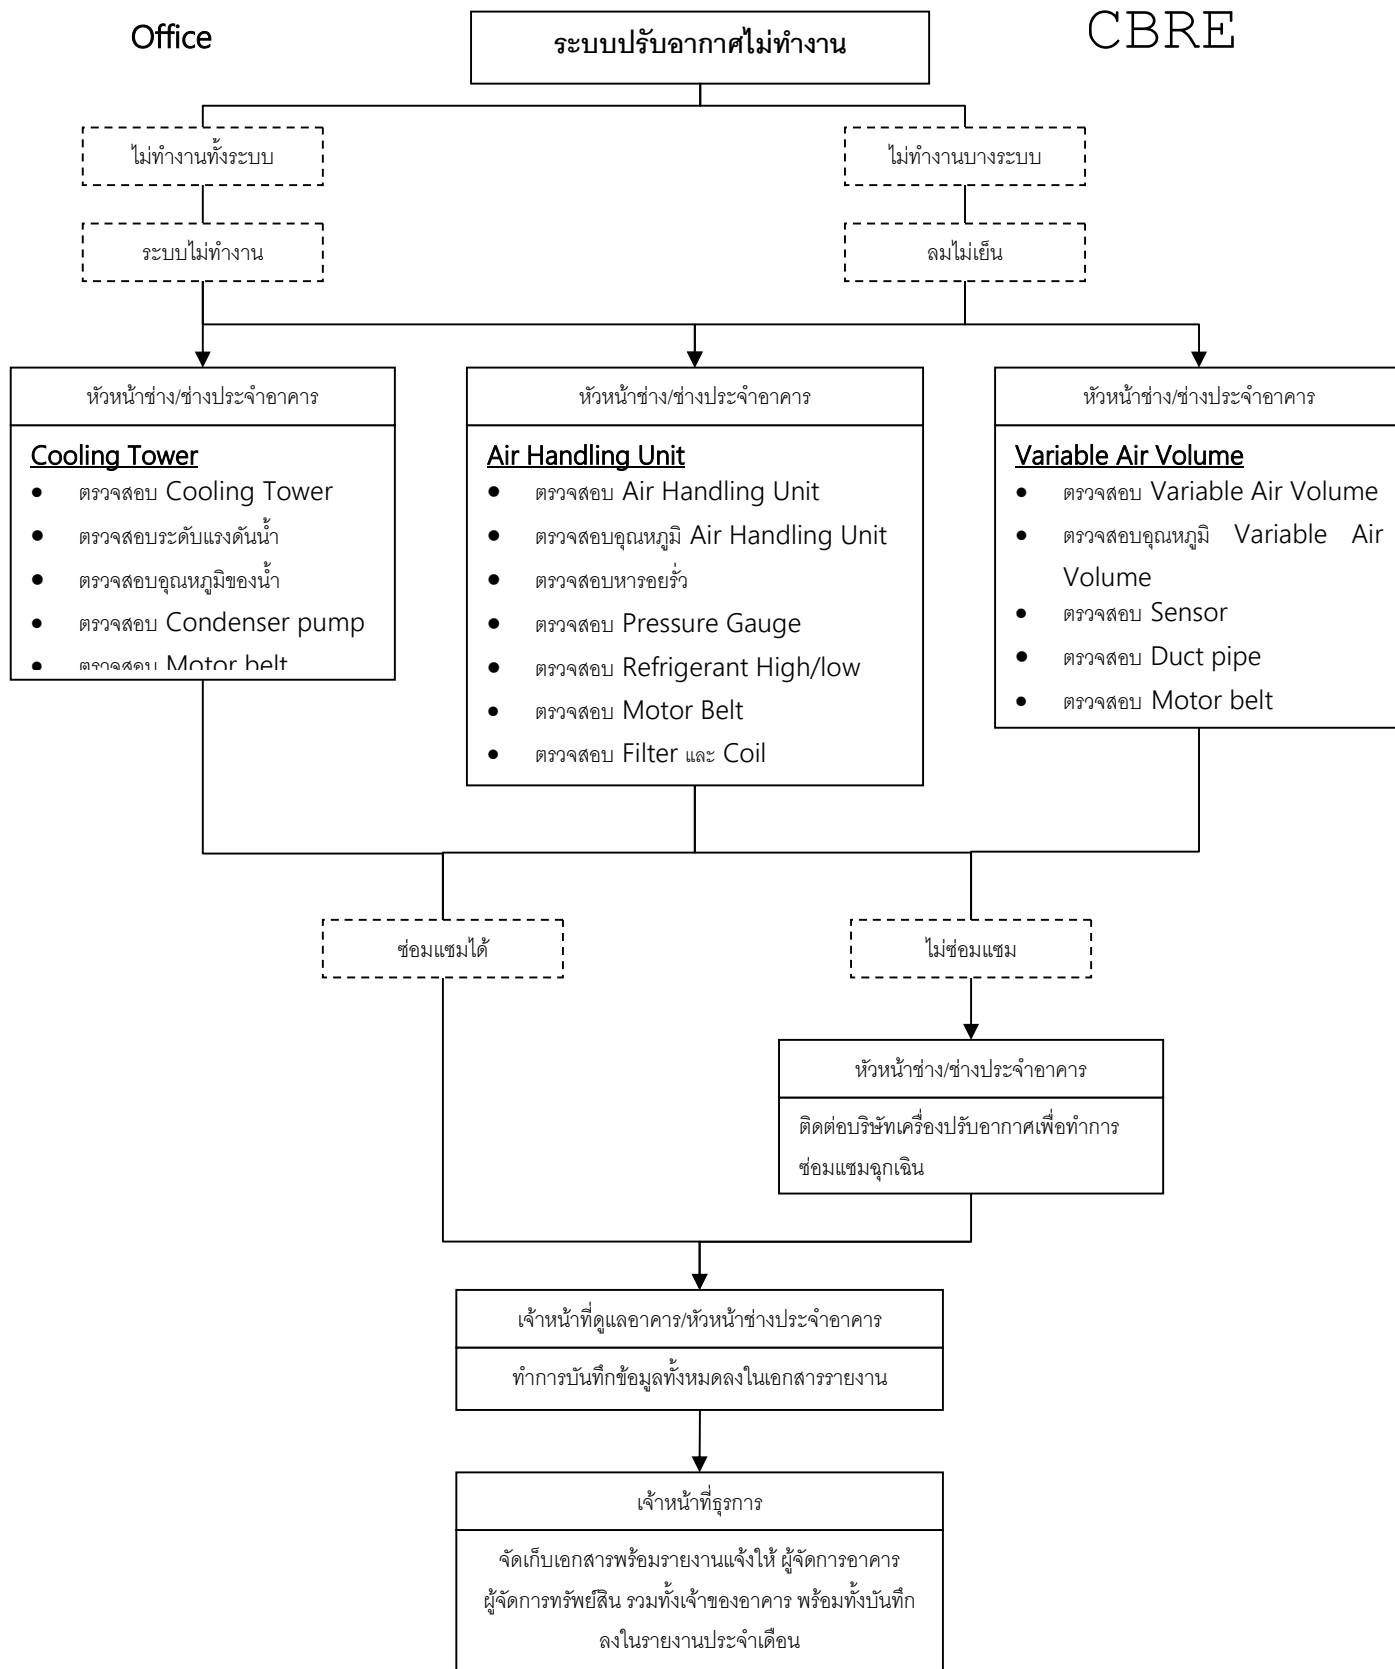 Office
ระบบปรับอากาศไม่ทำงาน
CBRE
ไม่ทำงานทั้งระบบ
ไม่ทำงานบางระบบ
ระบบไม่ทำงาน
ลมไม่เย็น
หัวหน้าช่าง/ช่างประจำอาคาร
Cooling Tower
• ตรวจสอบ Cooling Tower
• ตรวจสอบระดับแรงดันน้ำ
• ตรวจสอบอุณหภูมิของน้ำ
• ตรวจสอบ Condenser pump
• ตรวจสอบ Motor belt
หัวหน้าช่าง/ช่างประจำอาคาร
Air Handling Unit
• ตรวจสอบ Air Handling Unit
• ตรวจสอบอุณหภูมิ Air Handling Unit
• ตรวจสอบหารอยรั่ว
• ตรวจสอบ Pressure Gauge
• ตรวจสอบ Refrigerant High/low
• ตรวจสอบ Motor Belt
• ตรวจสอบ Filter และ Coil
หัวหน้าช่าง/ช่างประจำอาคาร
Variable Air Volume
• ตรวจสอบ Variable Air Volume
• ตรวจสอบอุณหภูมิ Variable Air
Volume
• ตรวจสอบ Sensor
• ตรวจสอบ Duct pipe
• ตรวจสอบ Motor belt
ซ่อมแซมได้
ไม่ซ่อมแซม
หัวหน้าช่าง/ช่างประจำอาคาร
ติดต่อบริษัทเครื่องปรับอากาศเพื่อทำการ
ซ่อมแซมฉุกเฉิน
เจ้าหน้าที่ดูแลอาคาร/หัวหน้าช่างประจำอาคาร
ทำการบันทึกข้อมูลทั้งหมดลงในเอกสารรายงาน
เจ้าหน้าที่ธุรการ
จัดเก็บเอกสารพร้อมรายงานแจ้งให้ ผู้จัดการอาคาร
ผู้จัดการทรัพย์สิน รวมทั้งเจ้าของอาคาร พร้อมทั้งบันทึก
ลงในรายงานประจำเดือน